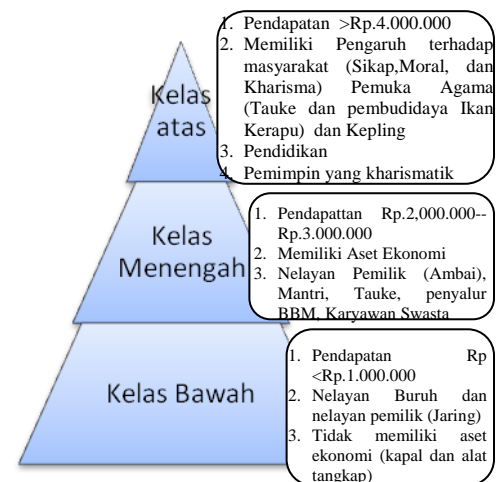 Kelas
atas
1. Pendapatan >Rp.4.000.000
2. Memiliki Pengaruh terhadap
masyarakat (Sikap,Moral, dan
Kharisma) Pemuka Agama
(Tauke dan pembudidaya Ikan
Kerapu) dan Kepling
3. Pendidikan
4. Pemimpin yang kharismatik
Kelas
Menengah
1. Pendapattan Rp.2,000.000--
Rp.3.000.000
2. Memiliki Aset Ekonomi
3. Nelayan Pemilik (Ambai),
Mantri, Tauke, penyalur
BBM, Karyawan Swasta
Kelas Bawah
1. Pendapatan Rp
<Rp.1.000.000
2. Nelayan Buruh dan
nelayan pemilik (Jaring)
3. Tidak memiliki aset
ekonomi (kapal dan alat
tangkap)